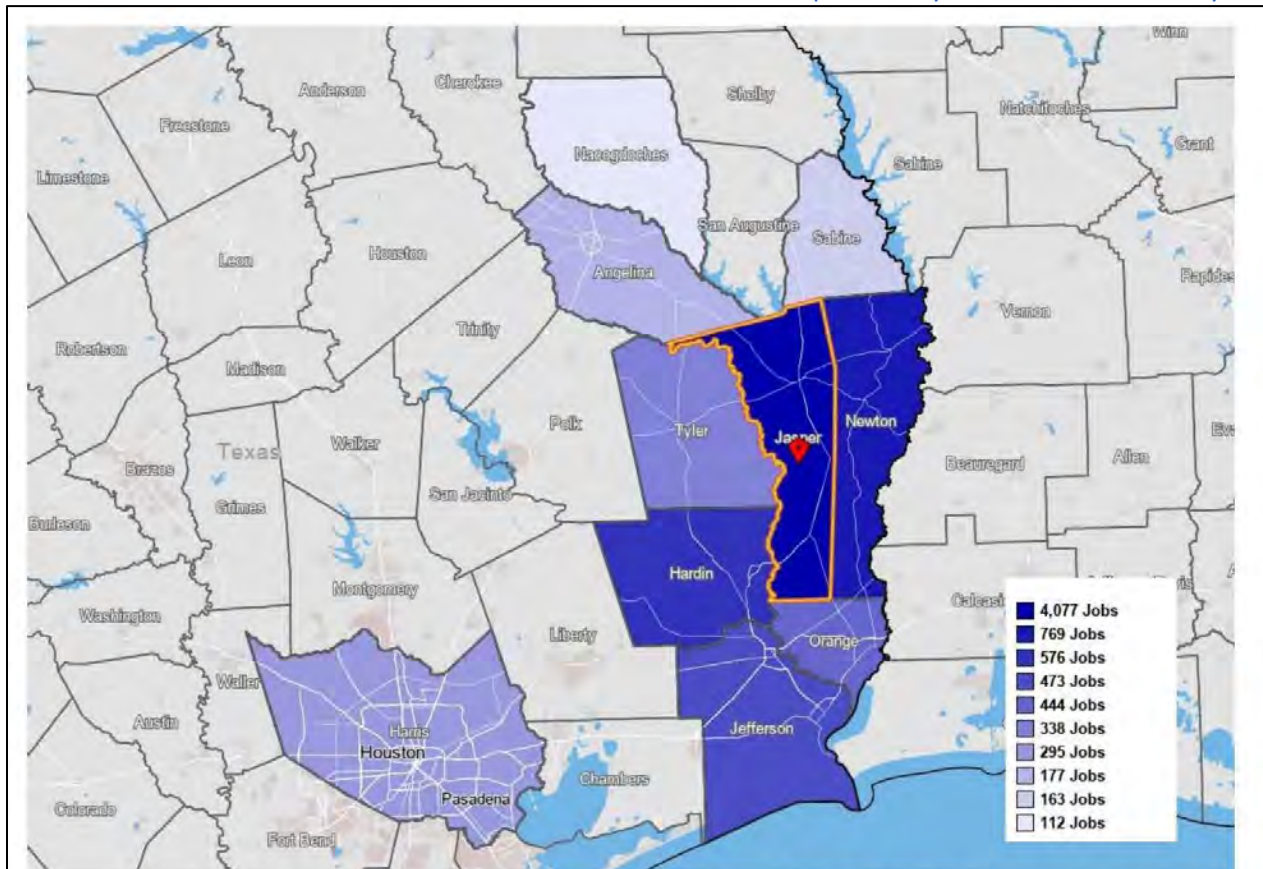 Winn
Cherokee
Shelby
Anderson
Natchitoches
Freestone
Grant
Nacogdoches
Sabine
Limestone
San Augustine
Sabine
Houston
Leon
Angelina
Rapides
Vernon
Trinity
Robertson
Madison
Newton
Polk
Tyler
Jasper
Walker
Texas
Brazos
Beauregard
Allen
San Jacinto
Grimes
Burleson
Hardin
Montgomery
Washington
Liberty
Orange
Waller
Jefferson
Harris
Austin
Houston
Chambers
Pasadena
Colorado
Fort Bend
4,077 Jobs
769 Jobs
576 Jobs
473 Jobs
444 Jobs
338 Jobs
295 Jobs
177 Jobs
163 Jobs
112 Jobs